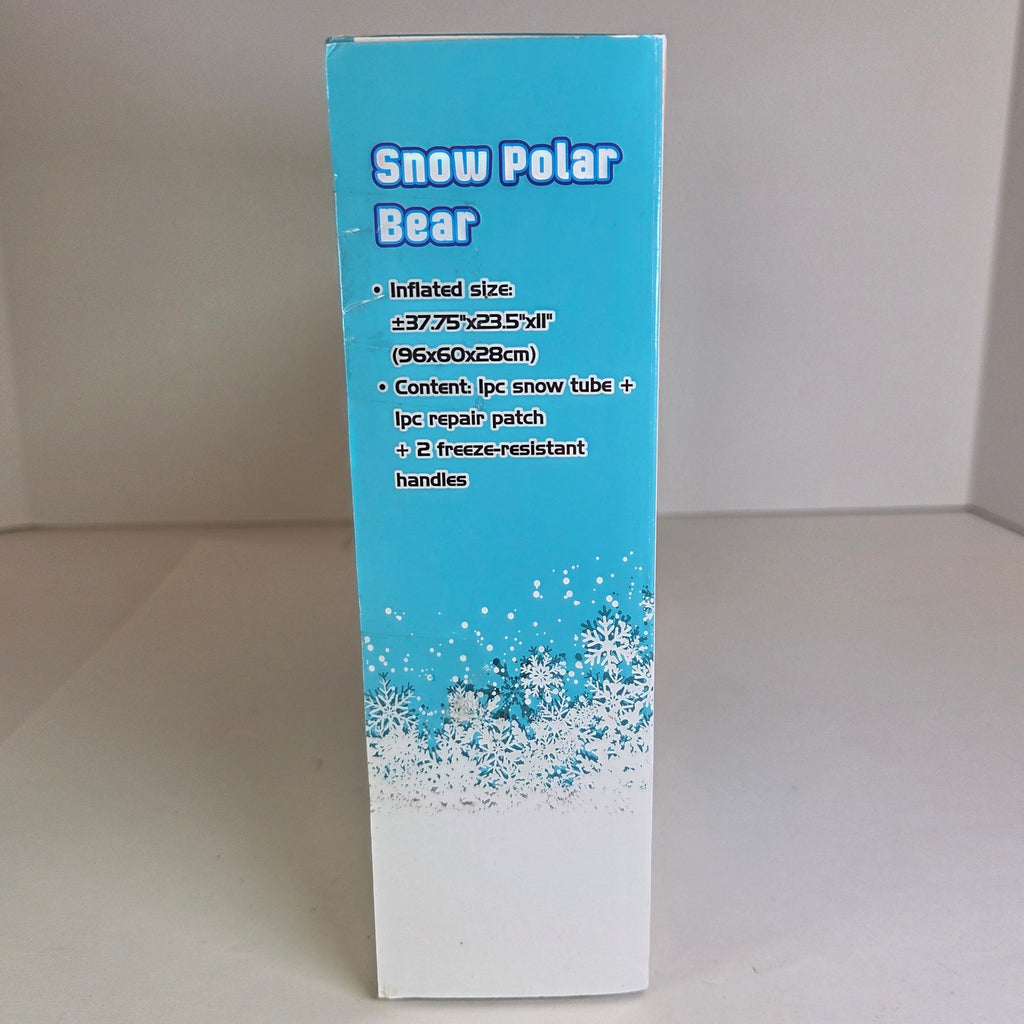 Snow Polar
Bear
• Inflated size:
±37.75"x23.5"x11"
(96x60x28cm)
• Content: 1pc snow tube +
1pc repair patch
+ 2 freeze-resistant
handles